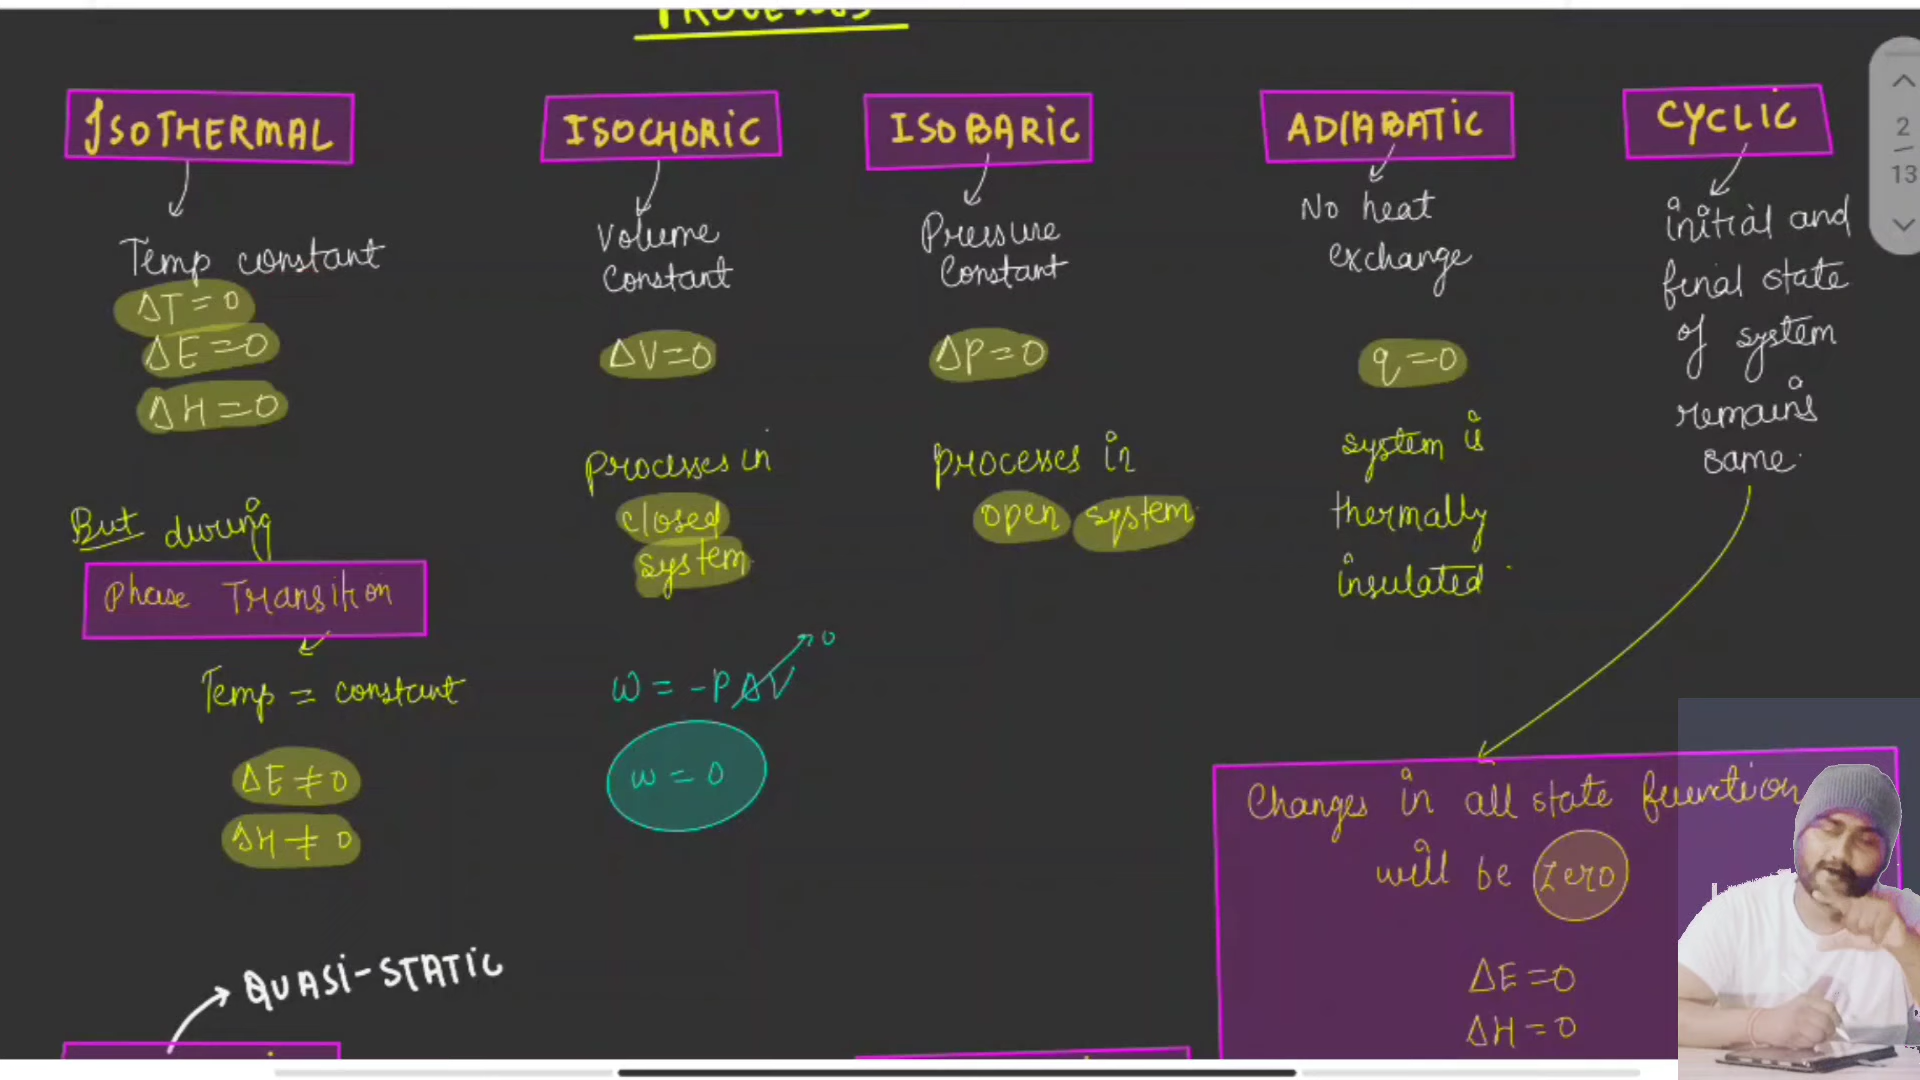 PROCESSES
ISOTHERMAL
Temp constant
ΔT = 0
ΔE = 0
ΔH = 0
But during
Phase Transition
Temp = constant
ΔE ≠ 0
ΔH ≠ 0
QUASI-STATIC
ISOCHORIC
Volume
Constant
ΔV = 0
processes in
closed
system
W = -PΔV → 0
w = 0
ISOBARIC
Pressure
Constant
ΔP = 0
processes in
open system
ADIABATIC
No heat
exchange
q = 0
system is
thermally
insulated
CYCLIC
initial and
final state
of system
remains
same.
Changes in all state function
will be zero
ΔE = 0
ΔH = 0
2
13